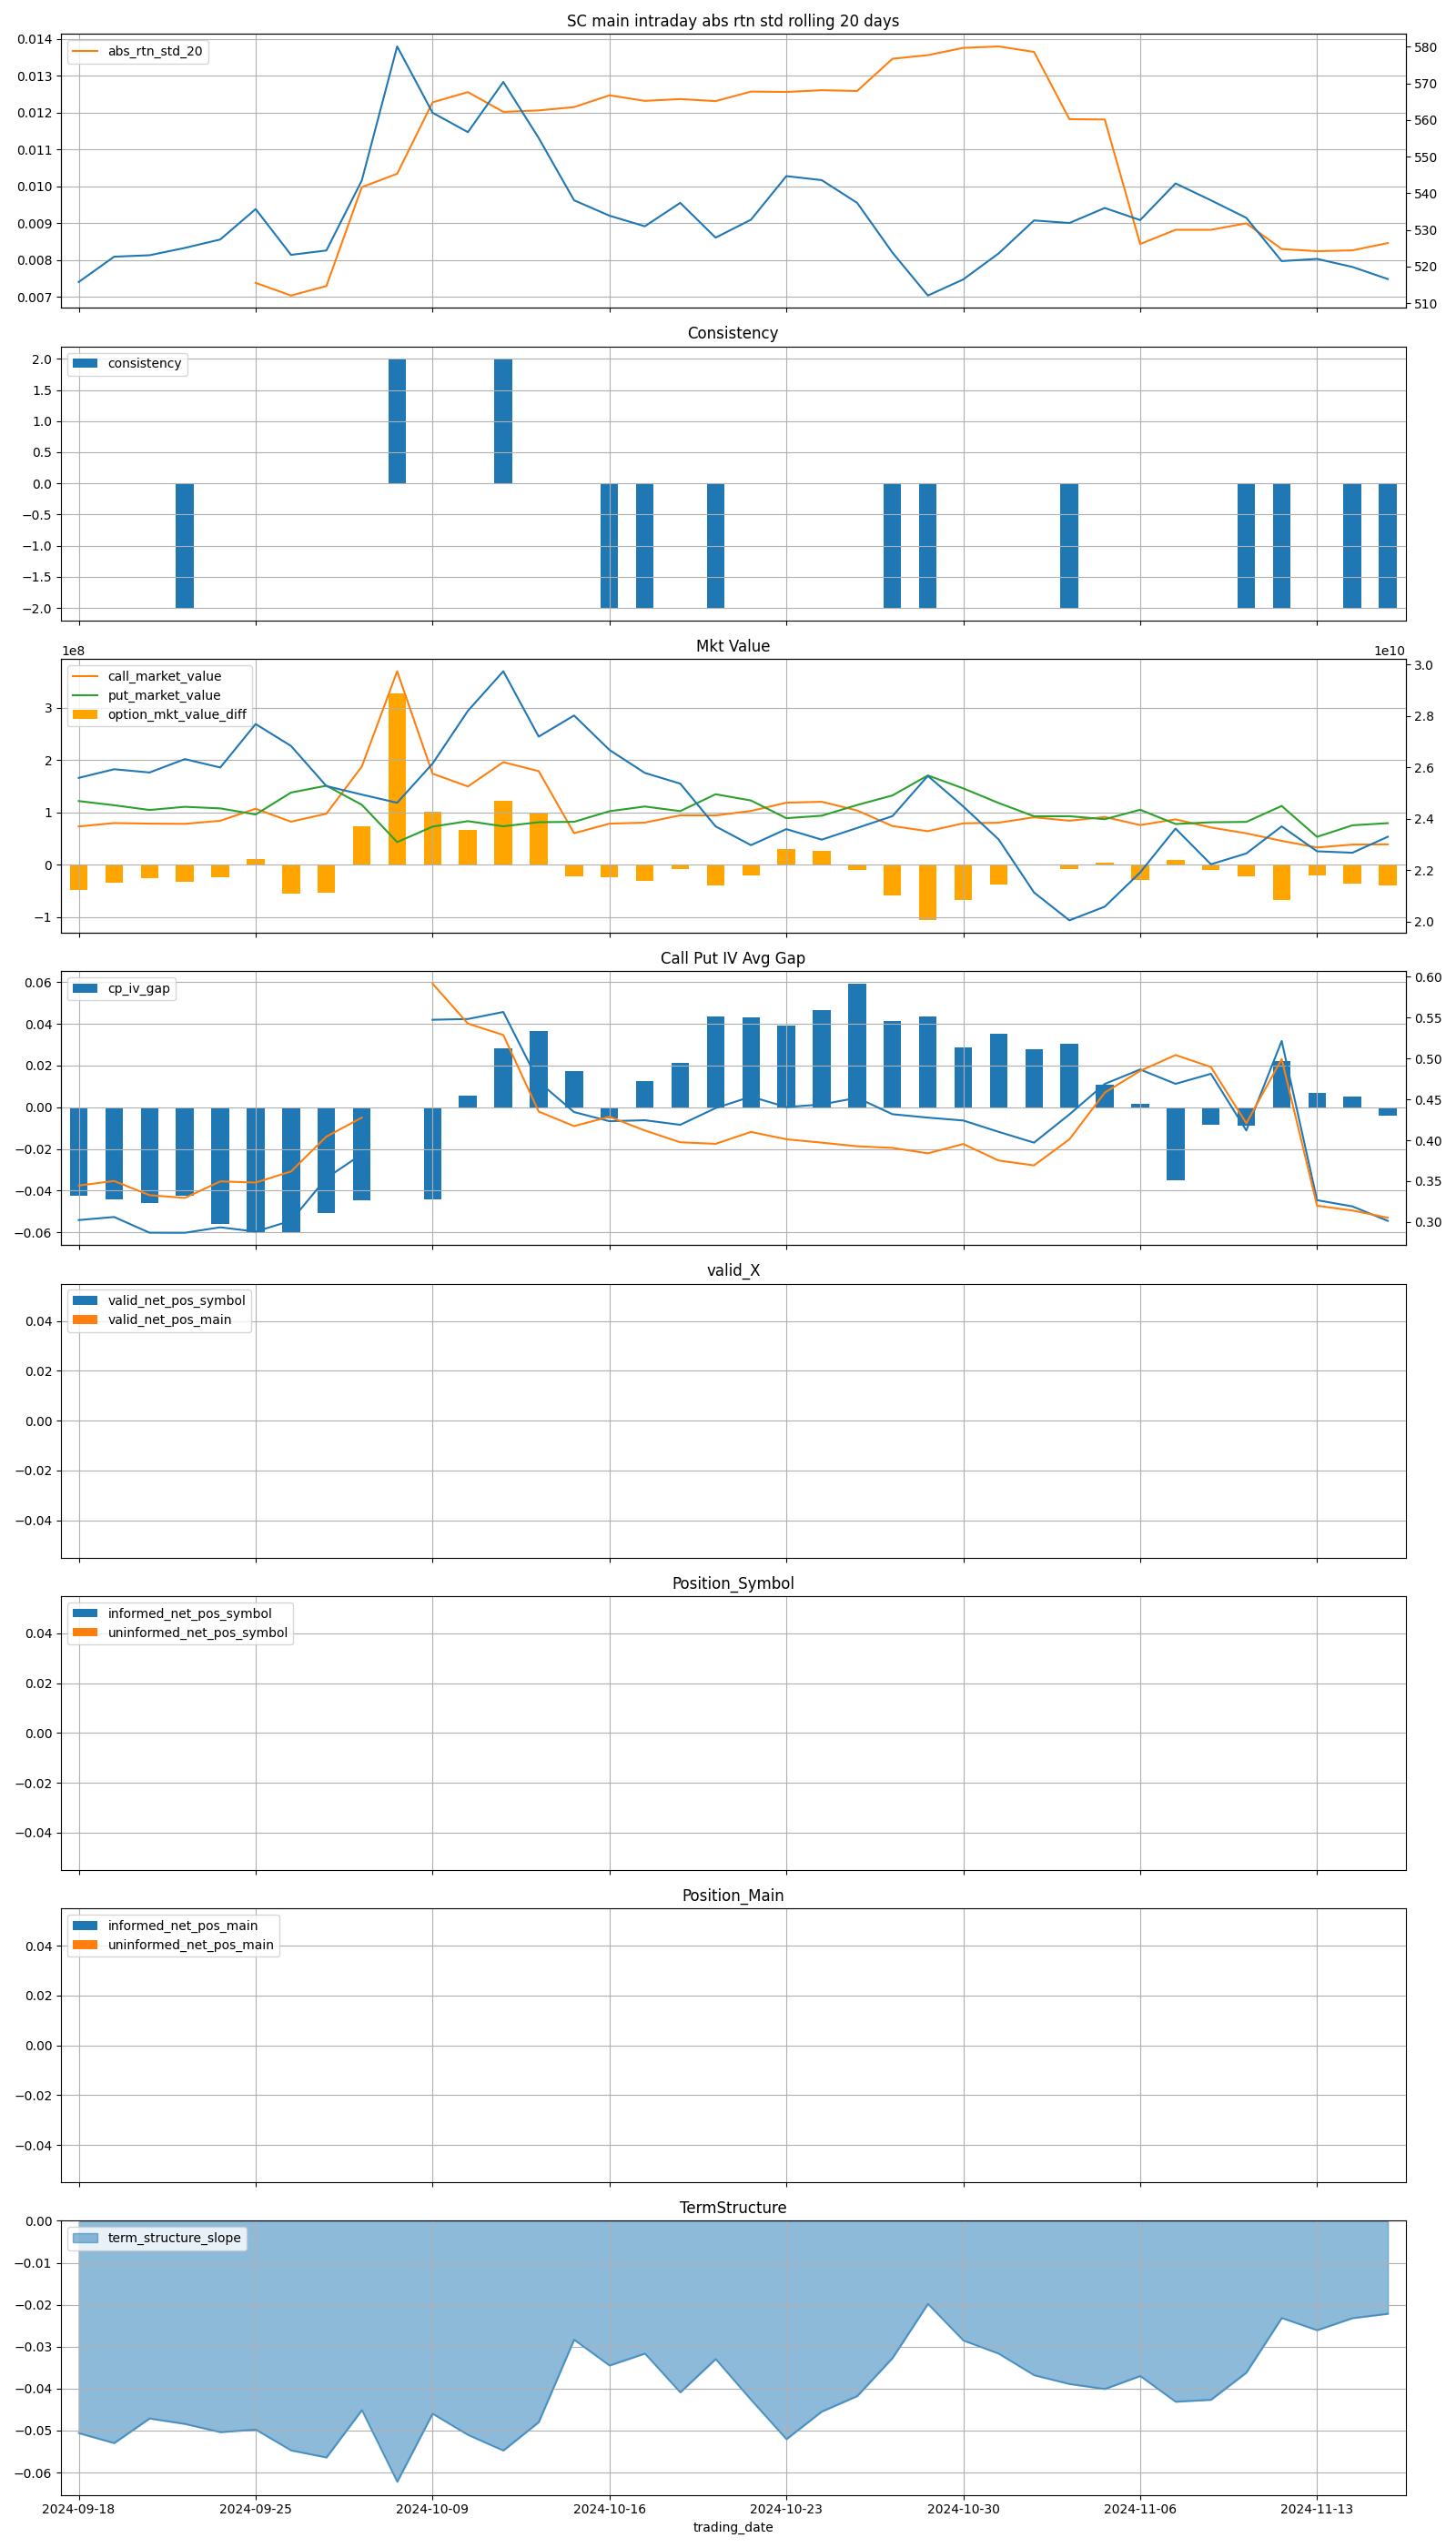 SC main intraday abs rtn std rolling 20 days
abs_rtn_std_20
0.014
0.013
0.012
0.011
0.010
0.009
0.008
0.007
580
570
560
550
540
530
520
510
Consistency
consistency
2.0
1.5
1.0
0.5
0.0
−0.5
−1.0
−1.5
−2.0
Mkt Value
1e8
1e10
call_market_value
put_market_value
option_mkt_value_diff
3
2
1
0
−1
3.0
2.8
2.6
2.4
2.2
2.0
Call Put IV Avg Gap
cp_iv_gap
0.06
0.04
0.02
0.00
−0.02
−0.04
−0.06
0.60
0.55
0.50
0.45
0.40
0.35
0.30
valid_X
valid_net_pos_symbol
valid_net_pos_main
0.04
0.02
0.00
−0.02
−0.04
Position_Symbol
informed_net_pos_symbol
uninformed_net_pos_symbol
0.04
0.02
0.00
−0.02
−0.04
Position_Main
informed_net_pos_main
uninformed_net_pos_main
0.04
0.02
0.00
−0.02
−0.04
TermStructure
term_structure_slope
0.00
−0.01
−0.02
−0.03
−0.04
−0.05
−0.06
2024-09-18 2024-09-25 2024-10-09 2024-10-16 2024-10-23 2024-10-30 2024-11-06 2024-11-13
trading_date